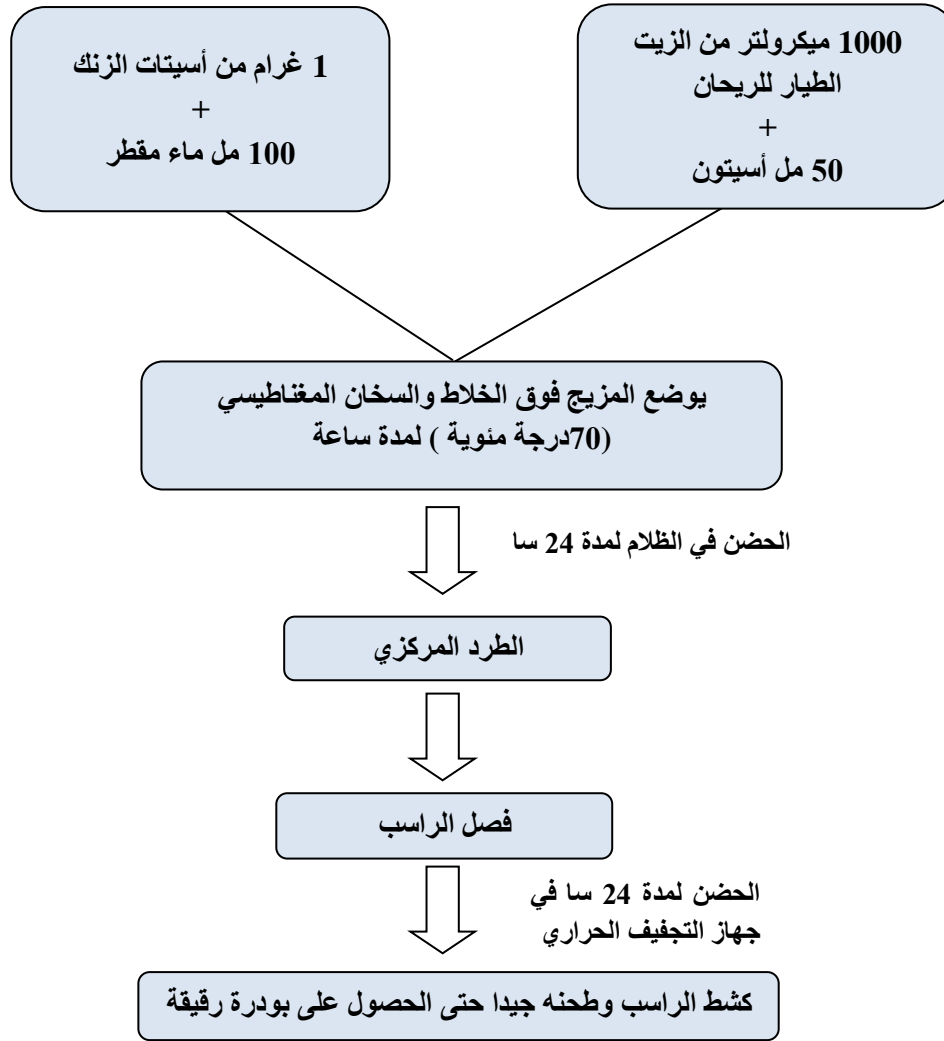 1000 ميكرولتر من الزيت
الطيار للريحان
+
50 مل أسيتون
1 غرام من أسيتات الزنك
+
100 مل ماء مقطر
يوضع المزيج فوق الخلاط والسخان المغناطيسي
(70درجة مئوية ) لمدة ساعة
الحضن في الظلام لمدة 24 سا
الطرد المركزي
فصل الراسب
الحضن لمدة 24 سا في
جهاز التجفيف الحراري
كشط الراسب وطحنه جيدا حتى الحصول على بودرة رقيقة